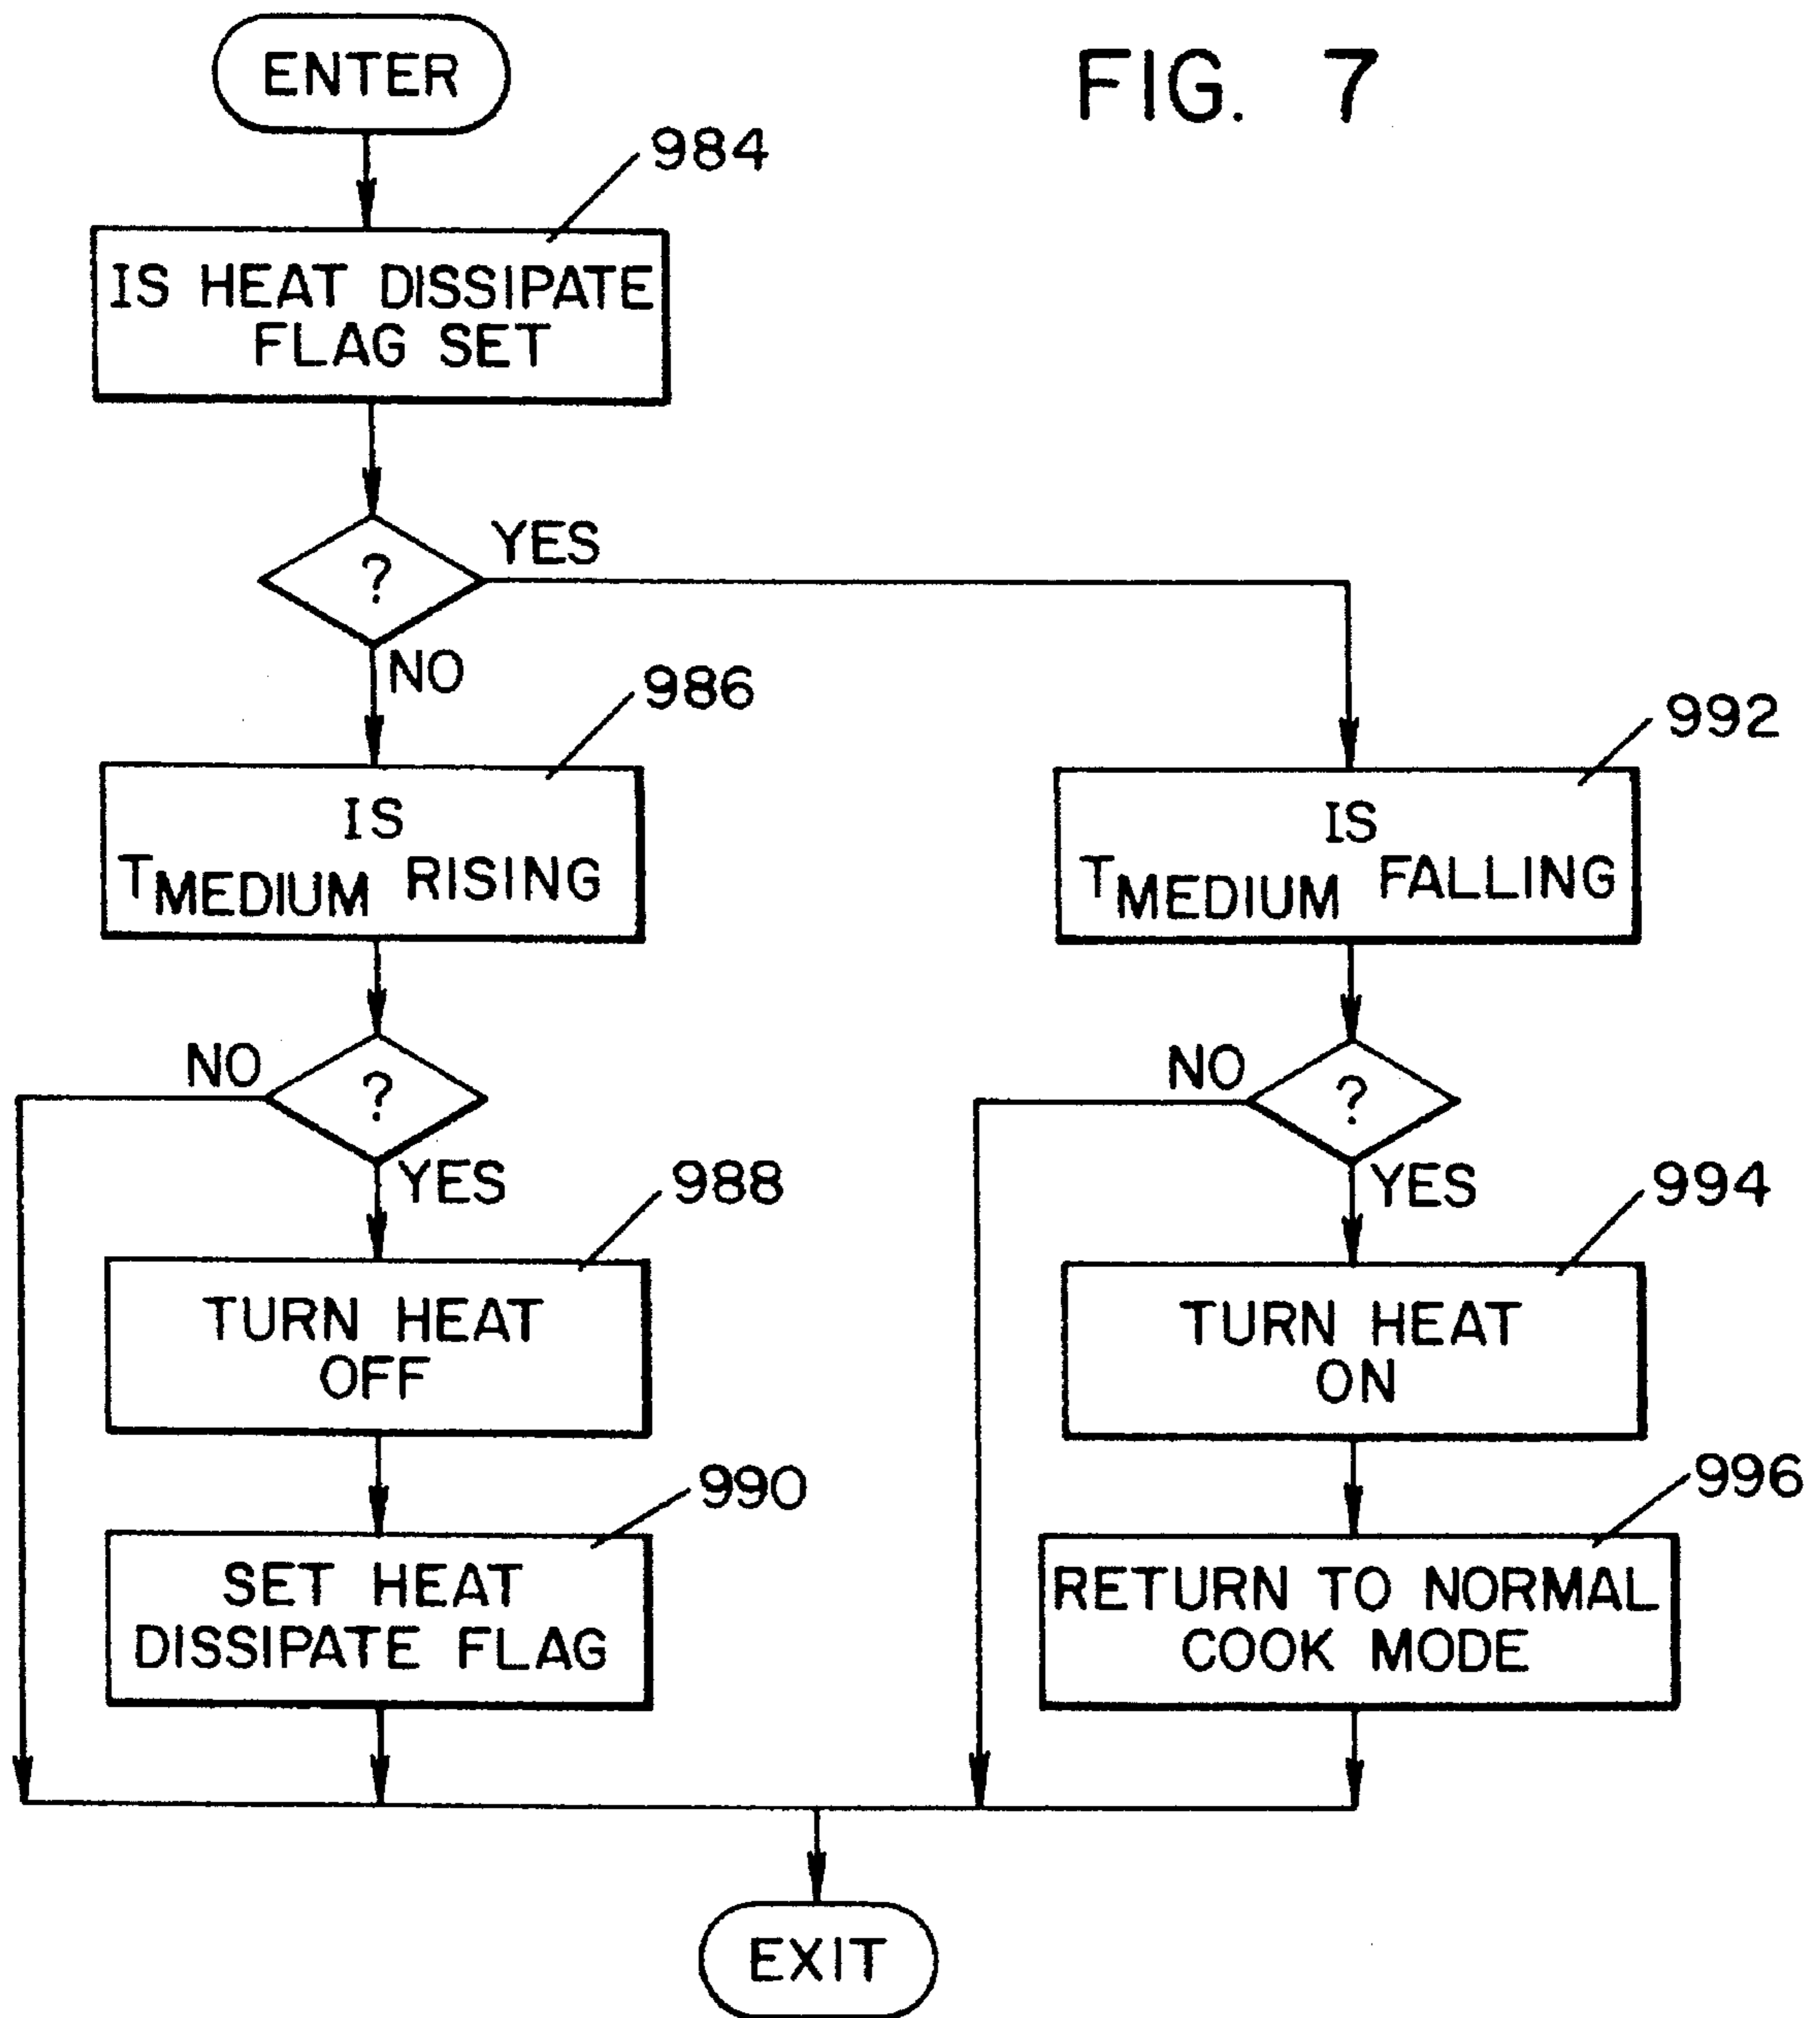 FIG. 7
ENTER
984
IS HEAT DISSIPATE
FLAG SET
?
YES
NO
986
IS
TMEDIUM RISING
?
NO
YES
988
TURN HEAT
OFF
990
SET HEAT
DISSIPATE FLAG
992
IS
TMEDIUM FALLING
?
NO
YES
994
TURN HEAT
ON
996
RETURN TO NORMAL
COOK MODE
EXIT